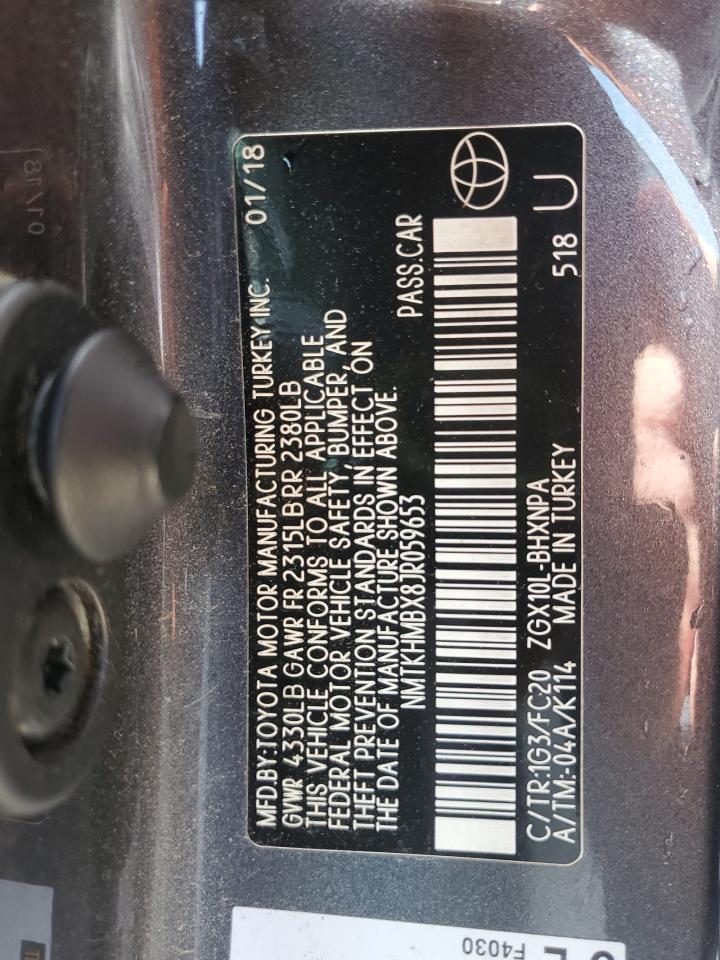 MFD.BY:TOYOTA MOTOR MANUFACTURING TURKEY INC. 01/18
GVWR 4330LB GAWR FR 2315LB RR 2380LB
THIS VEHICLE CONFORMS TO ALL APPLICABLE
FEDERAL MOTOR VEHICLE SAFETY, BUMPER, AND
THEFT PREVENTION STANDARDS IN EFFECT ON
THE DATE OF MANUFACTURE SHOWN ABOVE.
NMTKHMBX8JR059653 PASS.CAR
C/TR:1G3/FC20 ZGX10L-BHXNPA
A/TM:-04A/K114 MADE IN TURKEY 518 U
F4030
01/18